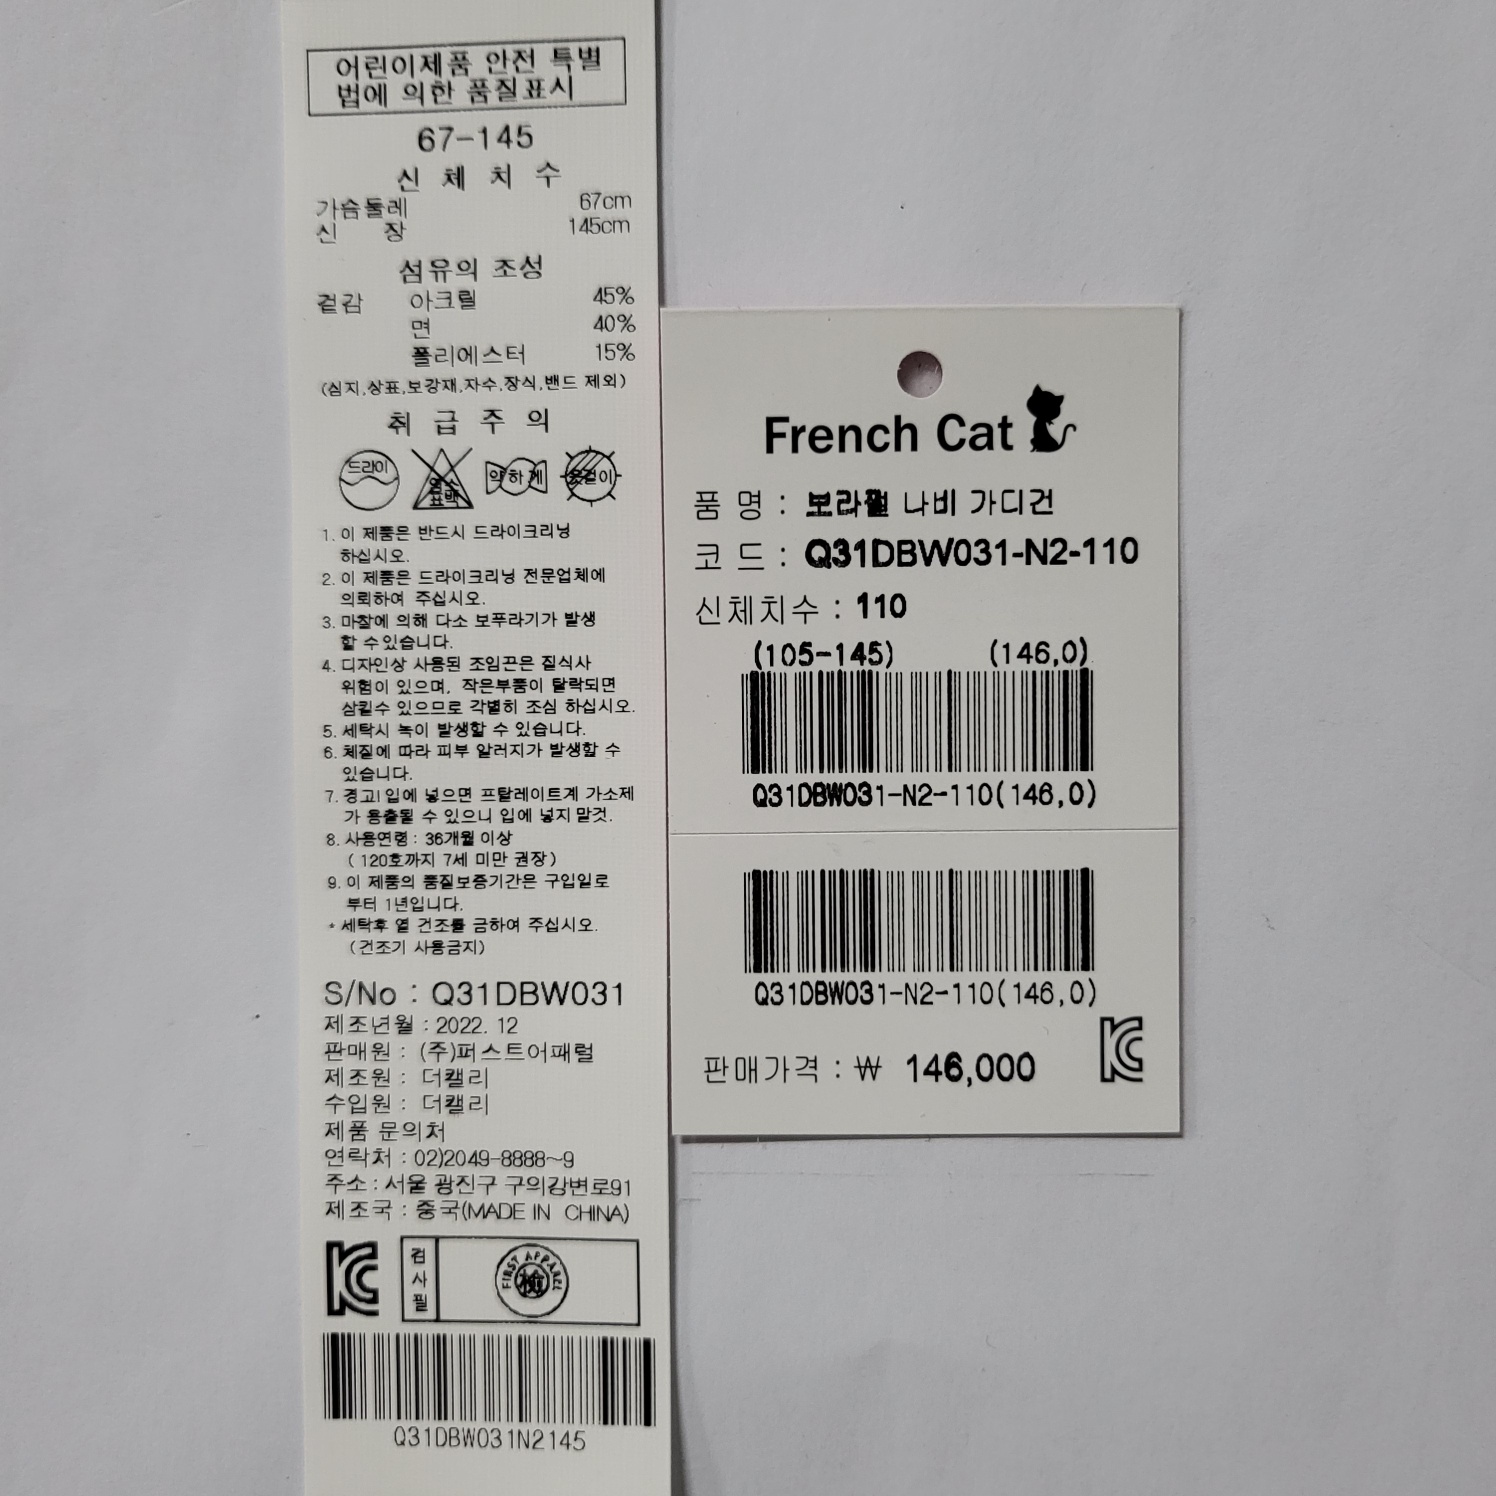 어린이제품 안전 특별
법에 의한 품질표시
67-145
신 체 치 수
가슴둘레 67cm
신 장 145cm
섬유의 조성
겉감 아크릴 45%
면 40%
폴리에스터 15%
(심지,상표,보강재,자수,장식,밴드 제외)
취 급 주 의
드라이 염소 표백 약하게 옷걸이
1. 이 제품은 반드시 드라이크리닝
하십시오.
2. 이 제품은 드라이크리닝 전문업체에
의뢰하여 주십시오.
3. 마찰에 의해 다소 보푸라기가 발생
할 수 있습니다.
4. 디자인상 사용된 조임끈은 질식사
위험이 있으며, 작은부품이 탈락되면
삼킬수 있으므로 각별히 조심 하십시오.
5. 세탁시 녹이 발생할 수 있습니다.
6. 체질에 따라 피부 알러지가 발생할 수
있습니다.
7. 경고! 입에 넣으면 프탈레이트계 가소제
가 용출될 수 있으니 입에 넣지 말것.
8. 사용연령 : 36개월 이상
( 120호까지 7세 미만 권장)
9. 이 제품의 품질보증기간은 구입일로
부터 1년입니다.
* 세탁후 열 건조를 금하여 주십시오.
(건조기 사용금지)
S/No : Q31DBW031
제조년월 : 2022. 12
판매원 : (주)퍼스트어패럴
제조원 : 더캘리
수입원 : 더캘리
제품 문의처
연락처 : 02)2049-8888~9
주소 : 서울 광진구 구의강변로91
제조국 : 중국(MADE IN CHINA)
KC 검사필 FIRST APPAREL 檢
Q31DBW031N2145
French Cat
품 명 : 보라펄 나비 가디건
코 드 : Q31DBW031-N2-110
신체치수 : 110
(105-145) (146,0)
Q31DBW031-N2-110(146,0)
Q31DBW031-N2-110(146,0)
KC
판매가격 : ₩ 146,000